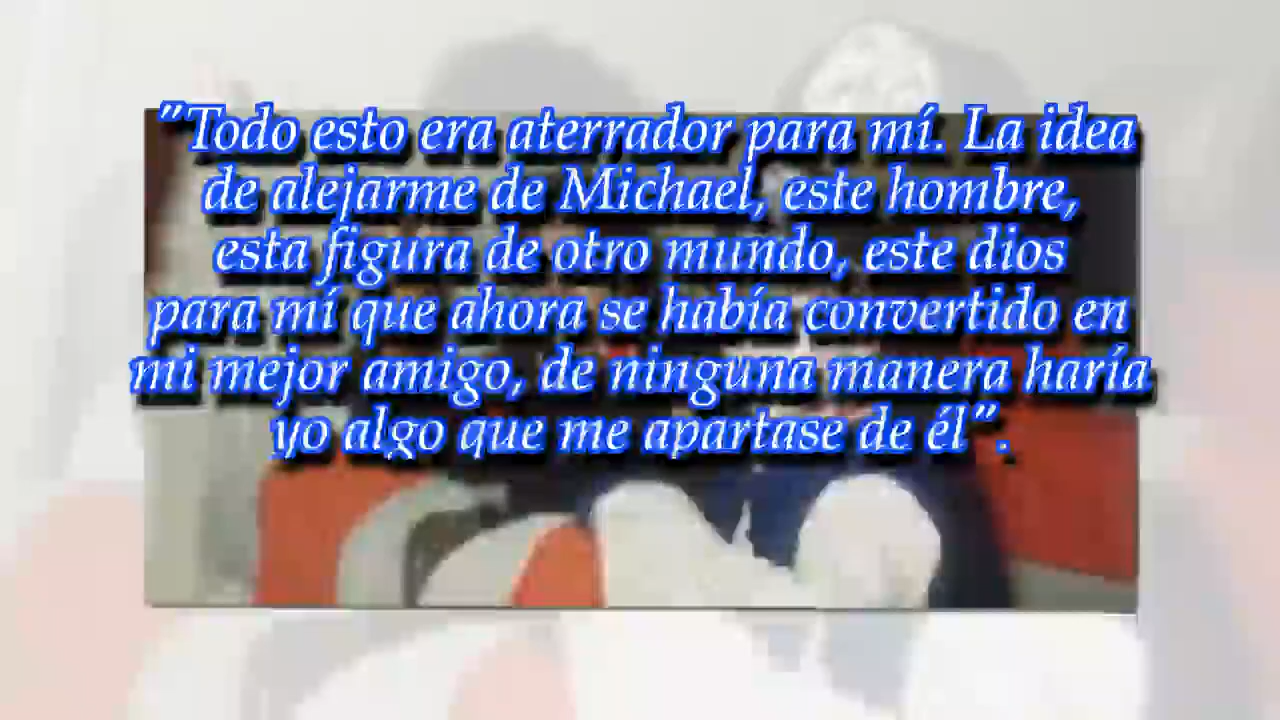 "Todo esto era aterrador para mí. La idea
de alejarme de Michael, este hombre,
esta figura de otro mundo, este dios
para mí que ahora se había convertido en
mi mejor amigo, de ninguna manera haría
yo algo que me apartase de él".